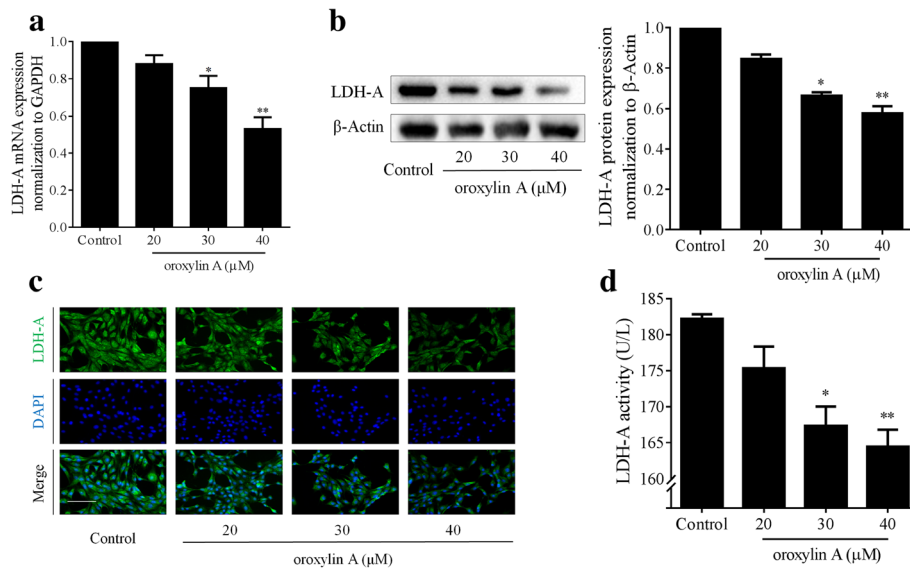 a
LDH-A mRNA expression
normalization to GAPDH
1.0
0.8
0.6
0.4
0.2
0.0
*
**
Control
20
30
40
oroxylin A (μM)
b
LDH-A
β-Actin
Control
20
30
40
oroxylin A (μM)
LDH-A protein expression
normalization to β-Actin
1.0
0.8
0.6
0.4
0.2
0.0
*
**
Control
20
30
40
oroxylin A (μM)
c
LDH-A
DAPI
Merge
Control
20
30
40
oroxylin A (μM)
d
LDH-A activity (U/L)
185
180
175
170
165
160
*
**
Control
20
30
40
oroxylin A (μM)